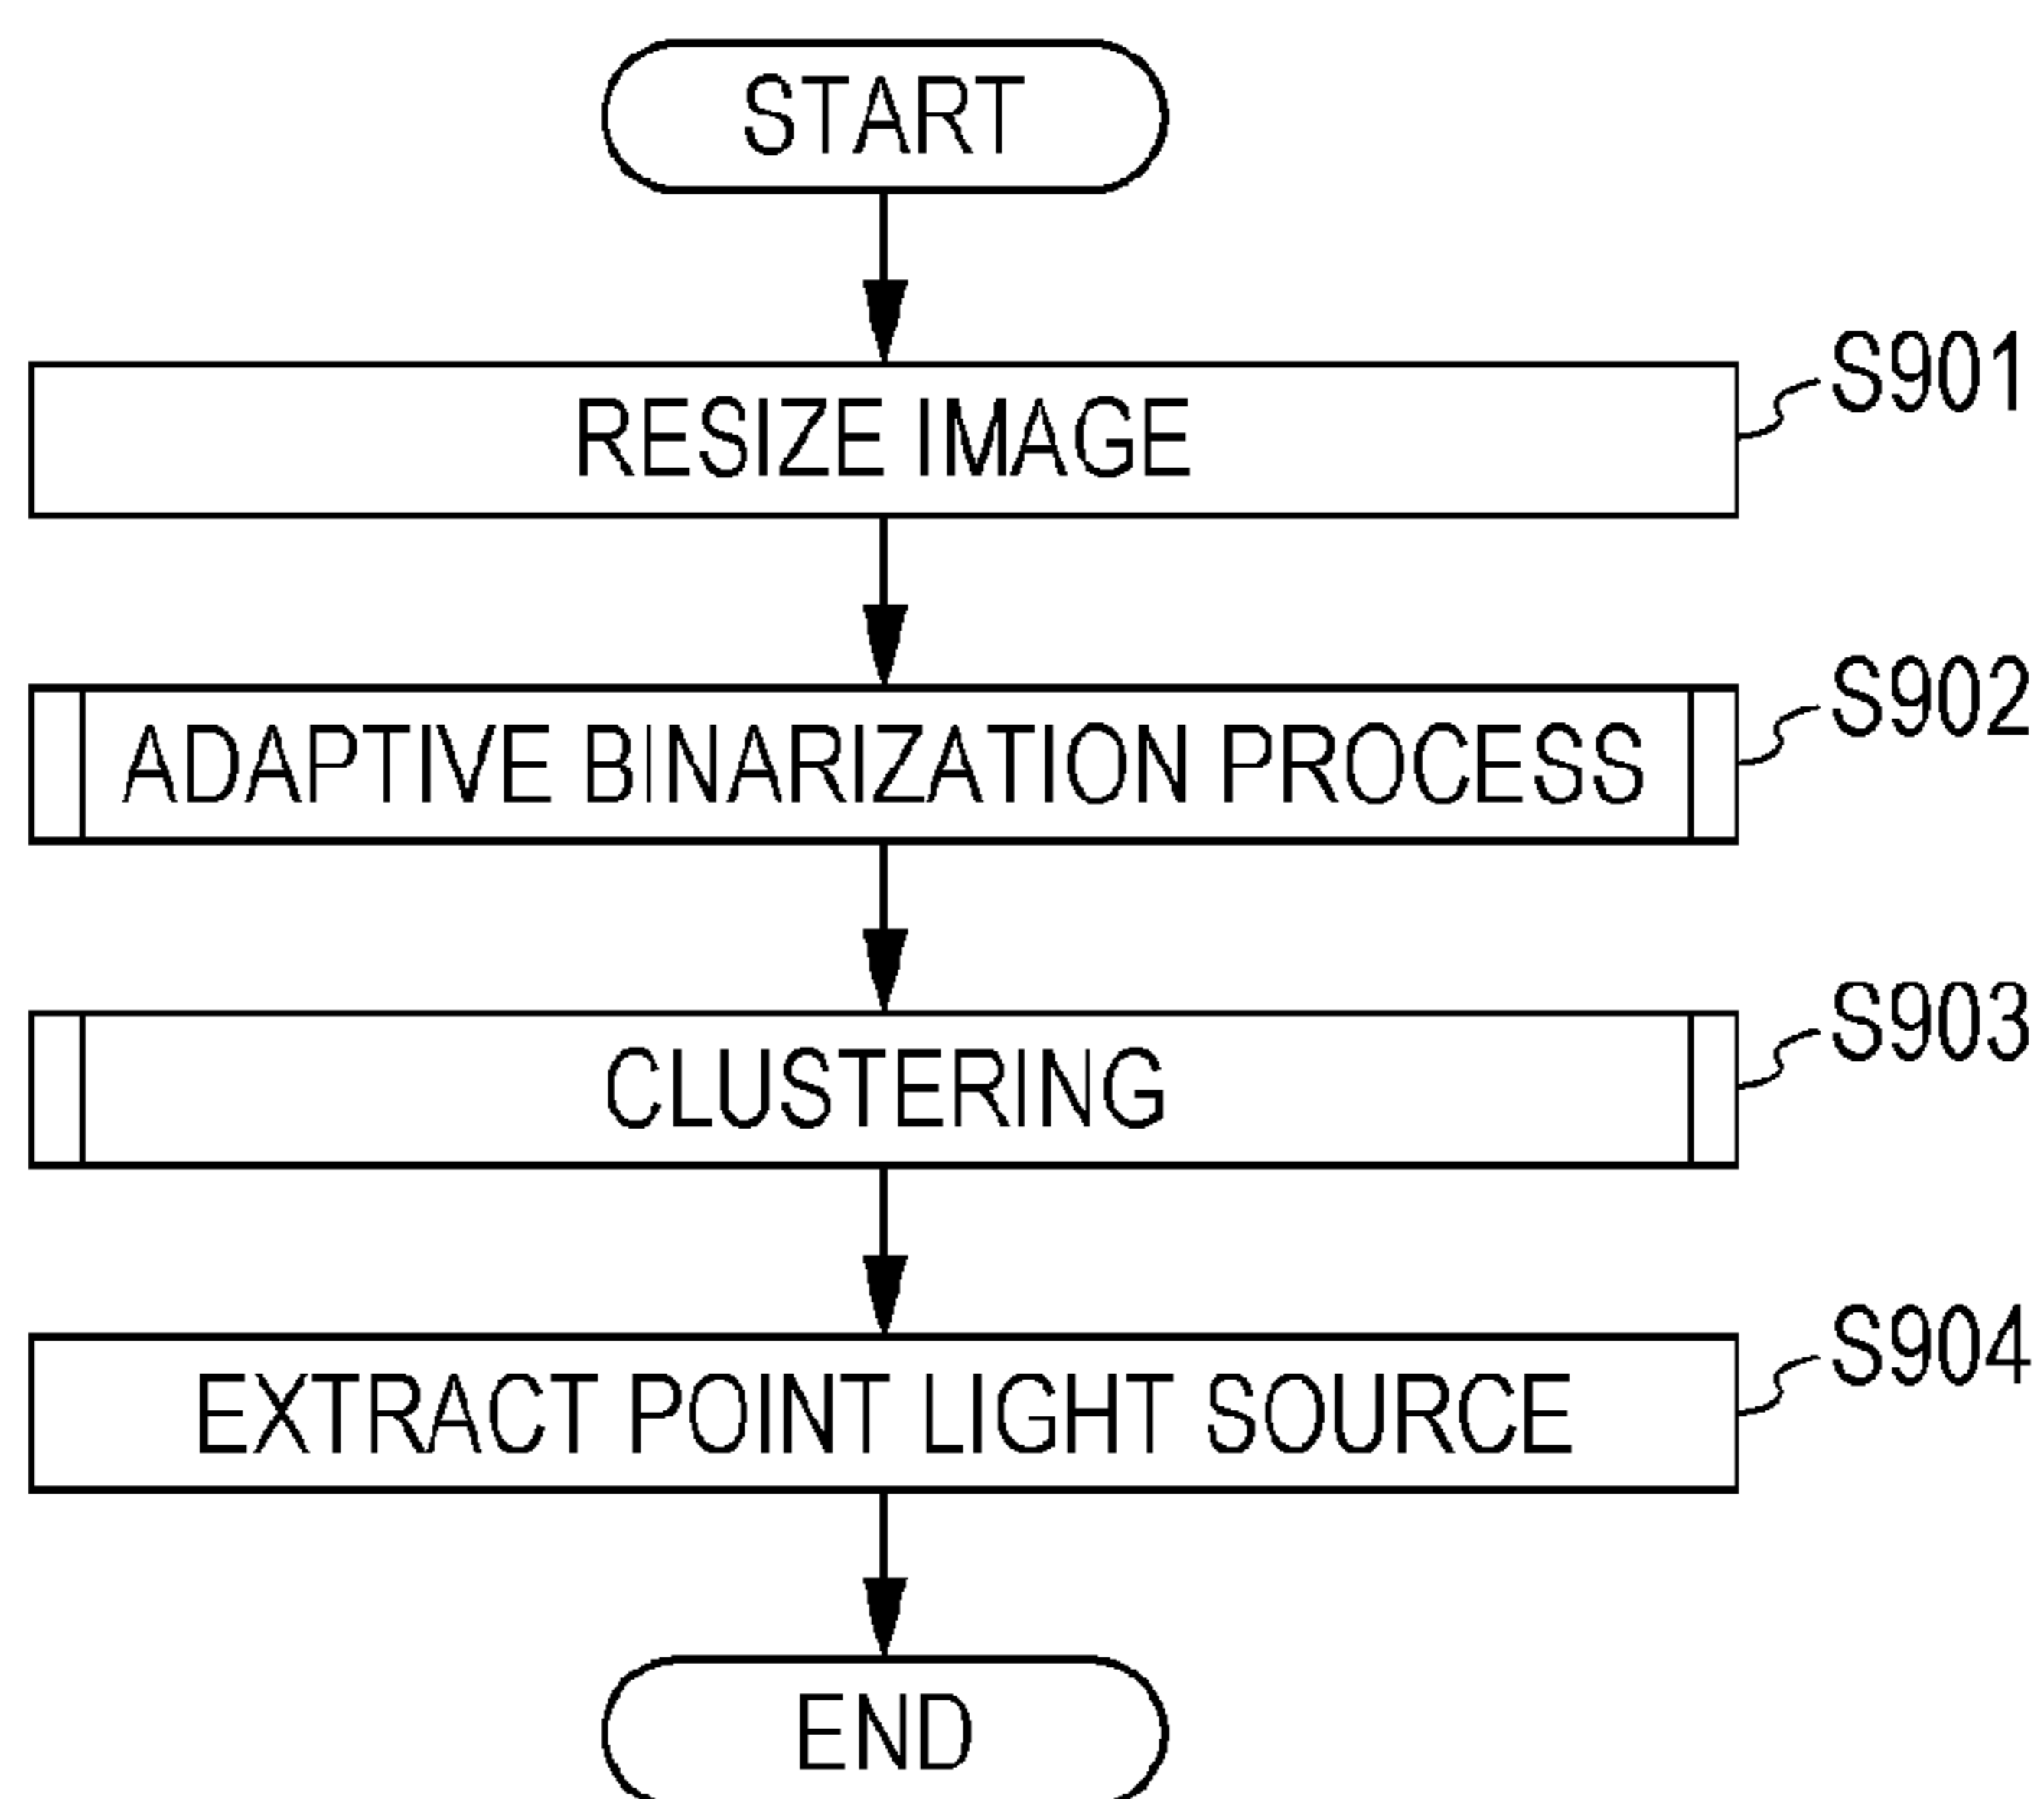 START
RESIZE IMAGE
S901
ADAPTIVE BINARIZATION PROCESS
S902
CLUSTERING
S903
EXTRACT POINT LIGHT SOURCE
S904
END